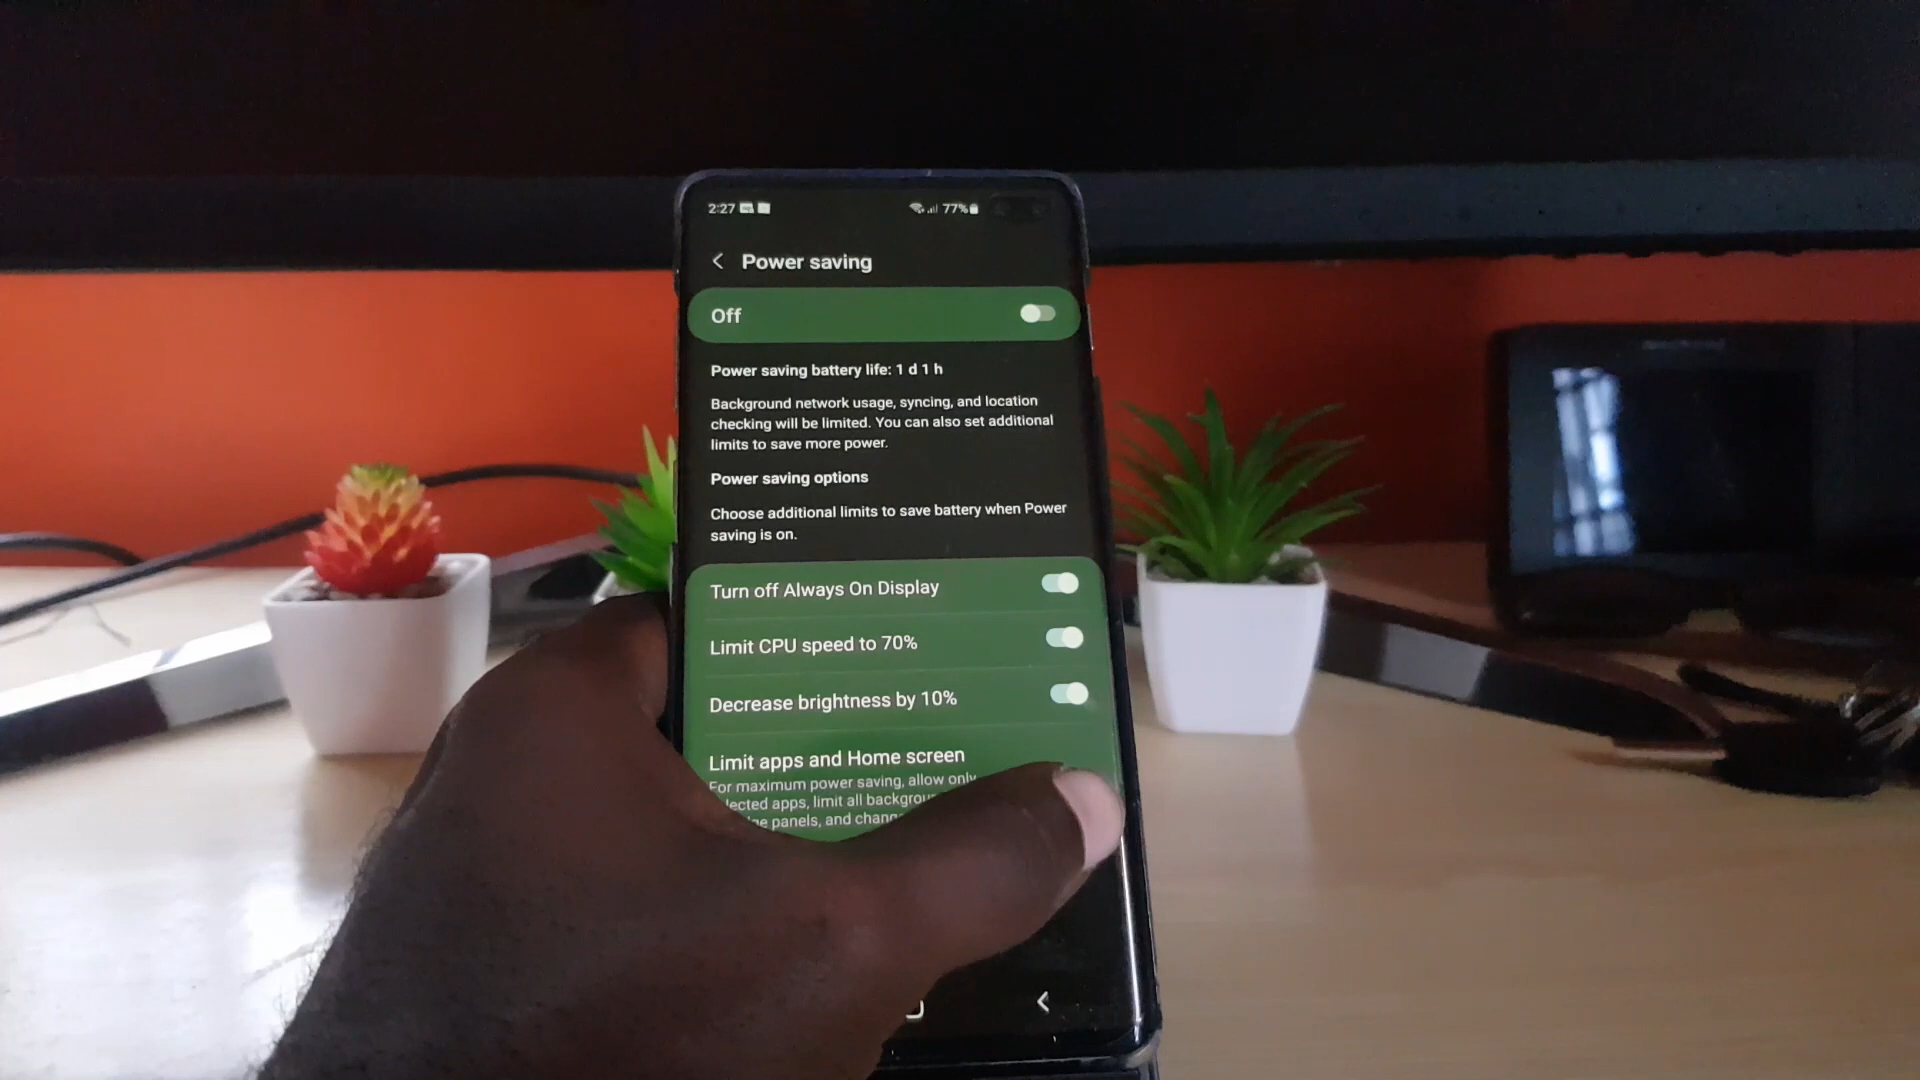 2:27 77%
Power saving
Off
Power saving battery life: 1 d 1 h
Background network usage, syncing, and location
checking will be limited. You can also set additional
limits to save more power.
Power saving options
Choose additional limits to save battery when Power
saving is on.
Turn off Always On Display
Limit CPU speed to 70%
Decrease brightness by 10%
Limit apps and Home screen
For maximum power saving, allow only
apps, limit all
panels, and